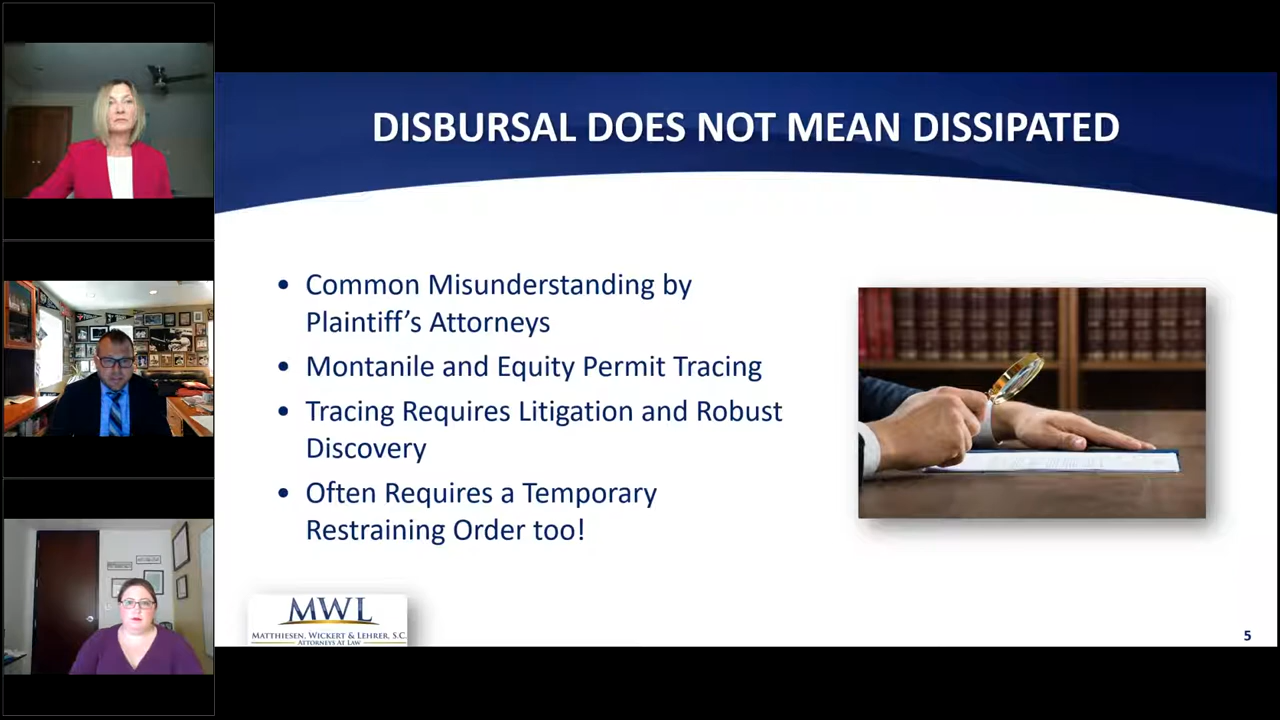 DISBURSAL DOES NOT MEAN DISSIPATED
• Common Misunderstanding by
Plaintiff’s Attorneys
• Montanile and Equity Permit Tracing
• Tracing Requires Litigation and Robust
Discovery
• Often Requires a Temporary
Restraining Order too!
MWL
MATTHIESEN, WICKERT & LEHRER, S.C.
ATTORNEYS AT LAW
5